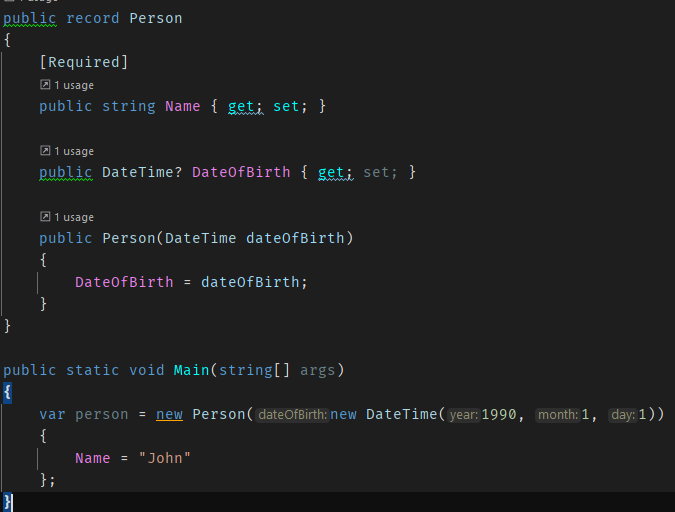 1 usage
public record Person
{
[Required]
1 usage
public string Name { get; set; }
1 usage
public DateTime? DateOfBirth { get; set; }
1 usage
public Person(DateTime dateOfBirth)
{
DateOfBirth = dateOfBirth;
}
}
public static void Main(string[] args)
{
var person = new Person(dateOfBirth:new DateTime(year:1990, month:1, day:1))
{
Name = "John"
};
}